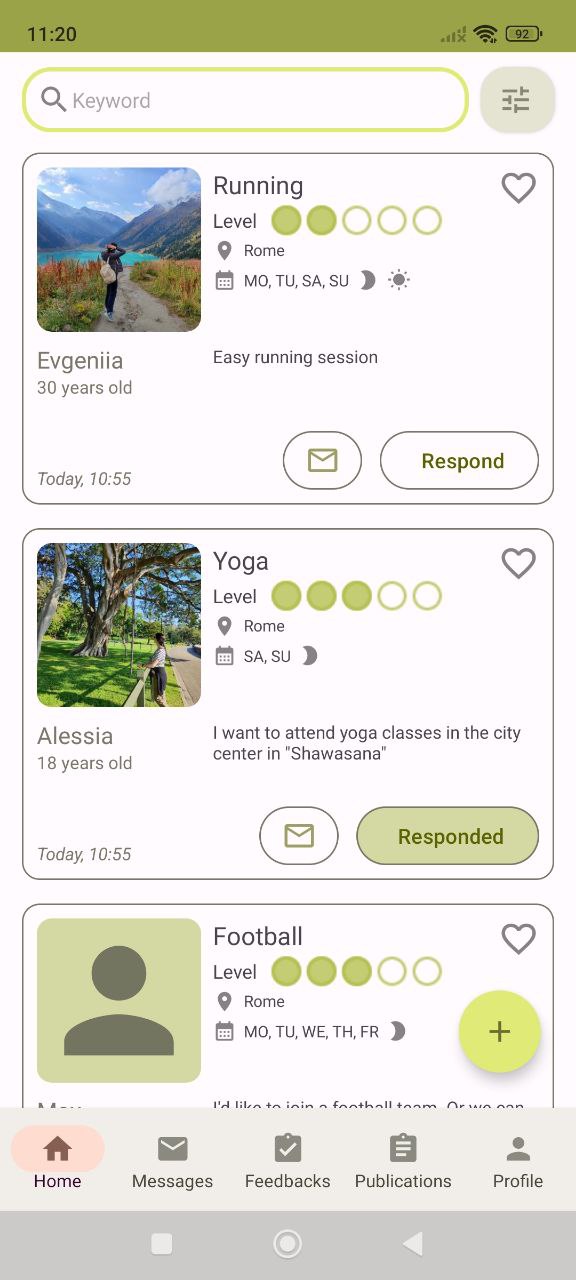 11:20
92
Keyword
Running
Level
Rome
MO, TU, SA, SU
Evgeniia
30 years old
Easy running session
Today, 10:55
Respond
Yoga
Level
Rome
SA, SU
Alessia
18 years old
I want to attend yoga classes in the city
center in "Shawasana"
Today, 10:55
Responded
Football
Level
Rome
MO, TU, WE, TH, FR
I'd like to join a football team. Or we can
Home
Messages
Feedbacks
Publications
Profile